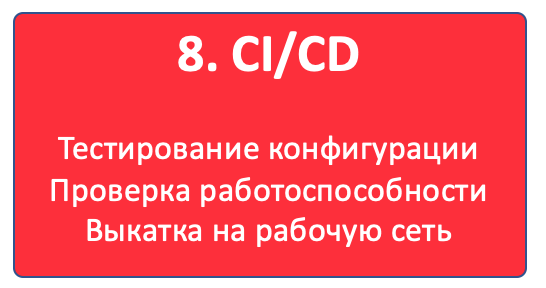 8. CI/CD
Тестирование конфигурации
Проверка работоспособности
Выкатка на рабочую сеть